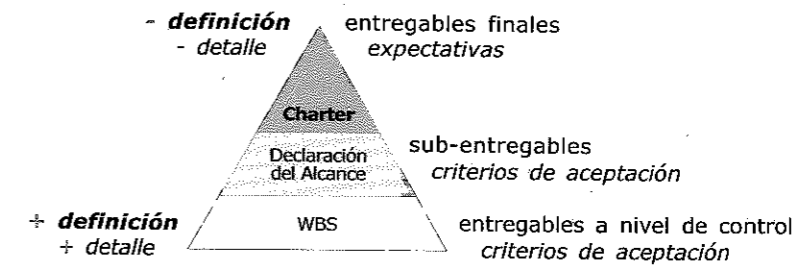 - definición
- detalle
entregables finales
expectativas
Charter
Declaración
del Alcance
sub-entregables
criterios de aceptación
+ definición
+ detalle
WBS
entregables a nivel de control
criterios de aceptación